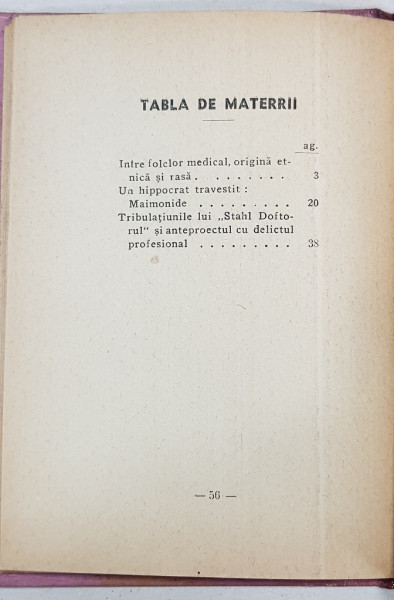 TABLA DE MATERRII
ag.
Intre folclor medical, origină et-
nică și rasă . . . . . . . . 3
Un hippocrat travestit :
Maimonide . . . . . . . . . 20
Tribulațiunile lui „Stahl Dofto-
rul“ și anteproectul cu delictul
profesional . . . . . . . . . 38
— 56 —